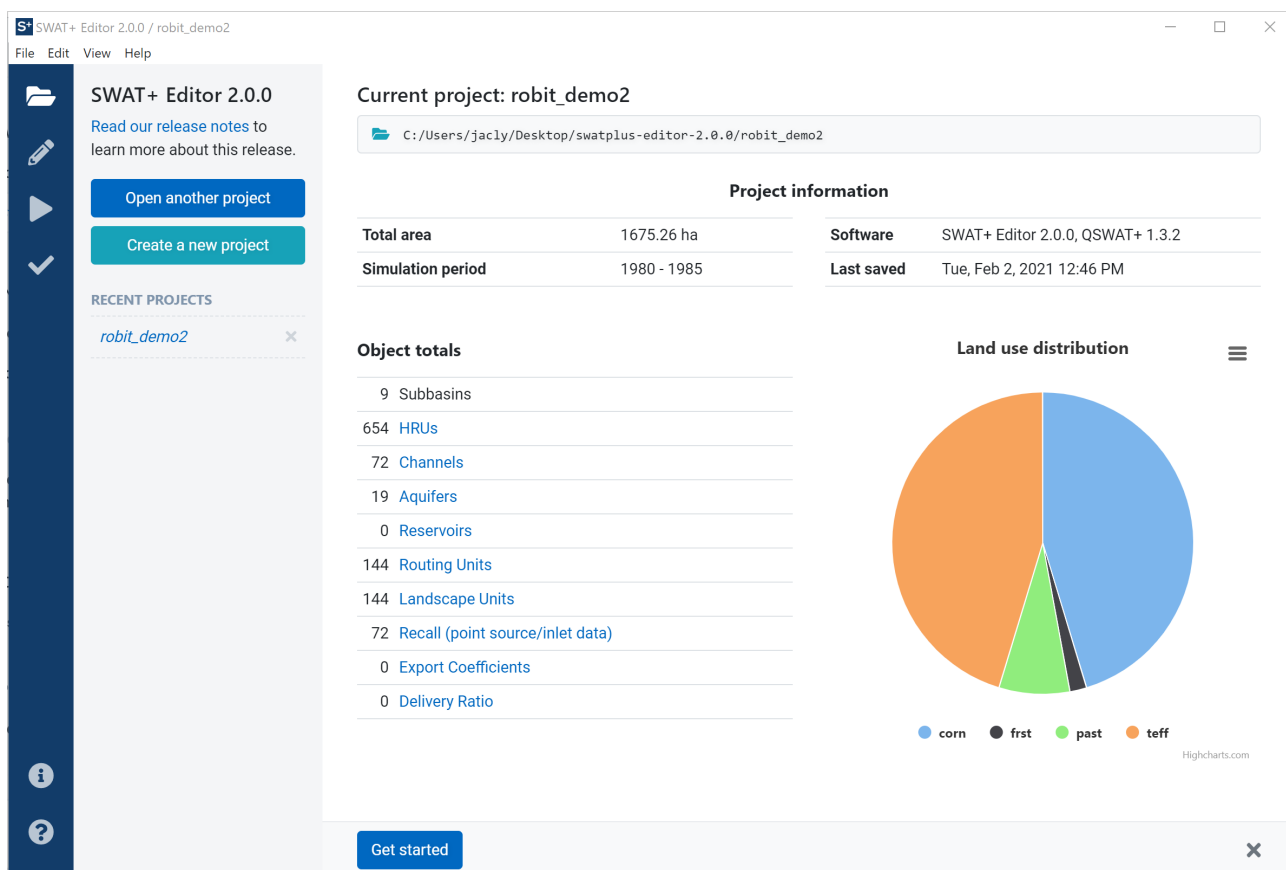 S+ SWAT+ Editor 2.0.0 / robit_demo2
File Edit View Help
SWAT+ Editor 2.0.0
Read our release notes to
learn more about this release.
Open another project
Create a new project
RECENT PROJECTS
robit_demo2
Current project: robit_demo2
C:/Users/jacly/Desktop/swatplus-editor-2.0.0/robit_demo2
Project information
Total area 1675.26 ha
Simulation period 1980 - 1985
Software SWAT+ Editor 2.0.0, QSWAT+ 1.3.2
Last saved Tue, Feb 2, 2021 12:46 PM
Object totals
9 Subbasins
654 HRUs
72 Channels
19 Aquifers
0 Reservoirs
144 Routing Units
144 Landscape Units
72 Recall (point source/inlet data)
0 Export Coefficients
0 Delivery Ratio
Land use distribution
corn frst past teff
Highcharts.com
Get started